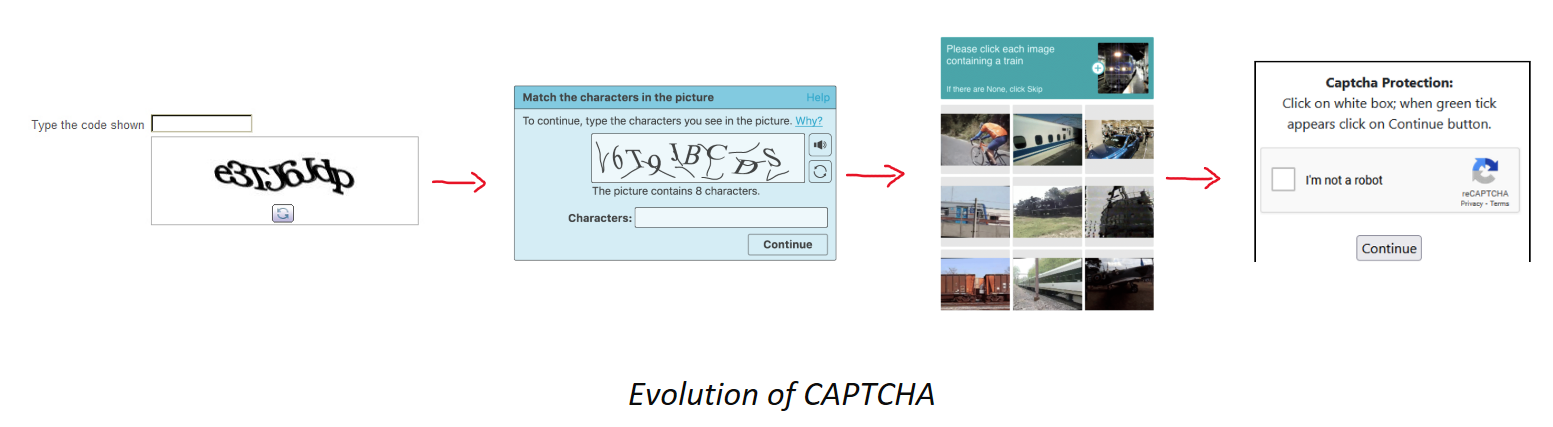 Type the code shown
e3TJ6Jdp
Match the characters in the picture Help
To continue, type the characters you see in the picture. Why?
The picture contains 8 characters.
Characters:
Continue
Please click each image
containing a train
If there are None, click Skip
Captcha Protection:
Click on white box; when green tick
appears click on Continue button.
I'm not a robot
reCAPTCHA
Privacy - Terms
Continue
Evolution of CAPTCHA